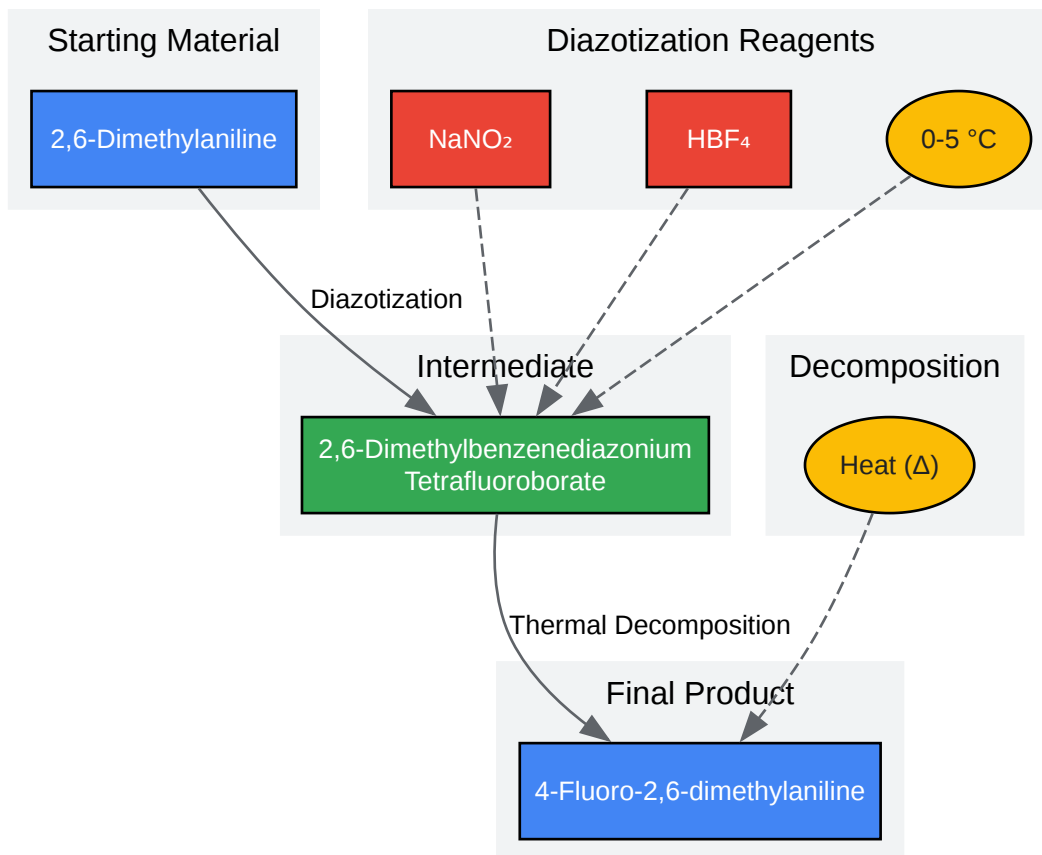 Starting Material
Diazotization Reagents
2,6-Dimethylaniline
NaNO₂
HBF₄
0-5 °C
Diazotization
Intermediate
Decomposition
2,6-Dimethylbenzenediazonium
Tetrafluoroborate
Heat (Δ)
Thermal Decomposition
Final Product
4-Fluoro-2,6-dimethylaniline